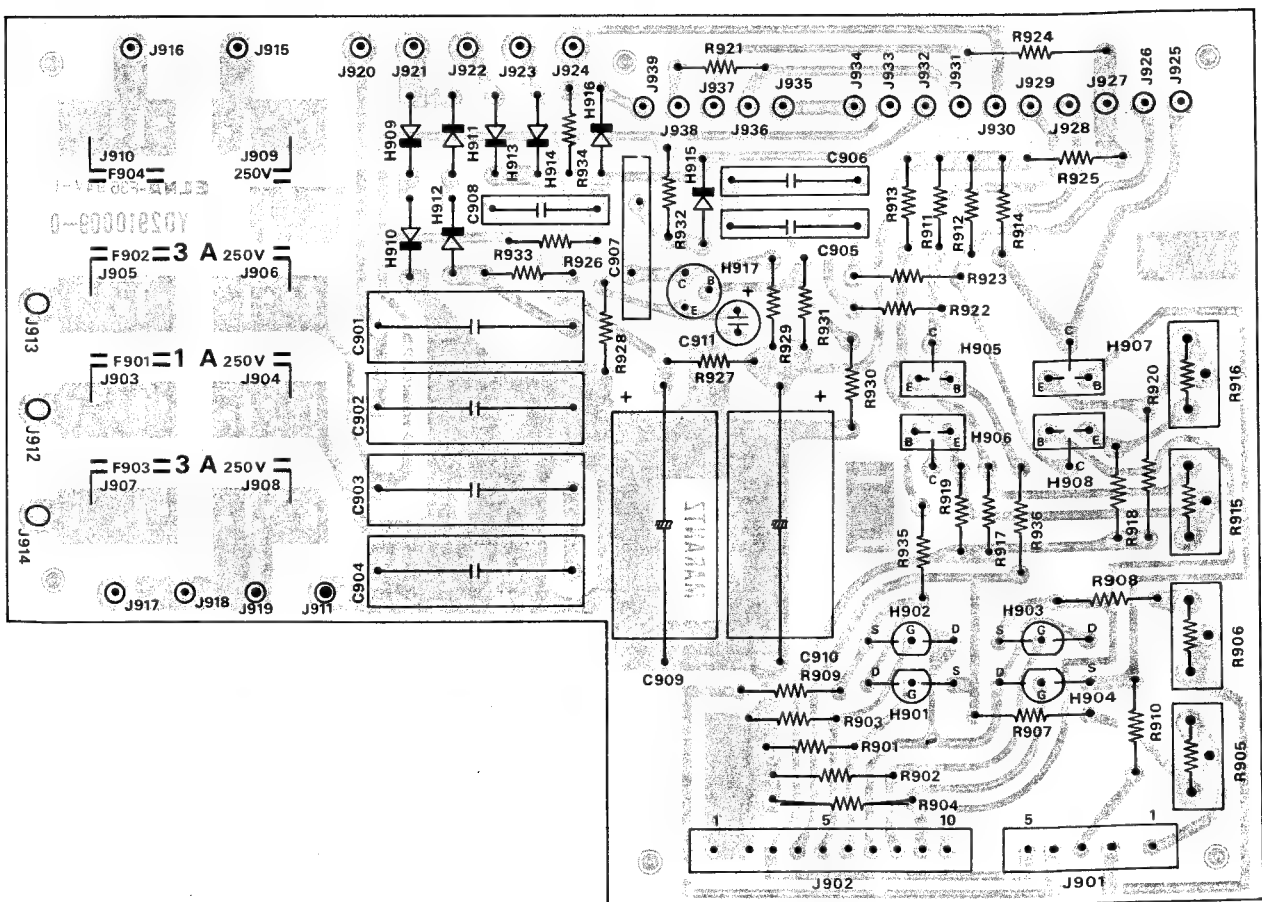 J916 J915 J920 J921 J922 J923 J924 J939 R921 R924
J938 J937 J936 J935 J934 J933 J932 J931 J930 J929 J928 J927 J926 J925
H909 H911 H913 H914 R934 H916
J910 J909
F904 250V
YD2910009-0
H910 H912 C908 C907 R932 H915 C906 C905
R913 R911 R912 R914 R925
F902 3 A 250V
J905 J906
R933 R926
C B E H917
+
C911
R929 R931 R923 R922
J913
C901 R928 R927 R930
F901 1 A 250V
J903 J904
C H905 E B
C H907 E B
R920 R916
J912
C902
+ +
B E H906 C
B E C H908
F903 3 A 250V
J907 J908
C903 R919 R917 R936 R918 R915
J914
R935
MARANTZ
C904
J917 J918 J919 J911
R908
H902 H903
S G D S G D
R906
C909 C910
R909 D G S D G S
H901 H904
R903 R907 R910
R901 R905
R902
R904
1 5 10 5 1
J902 J901